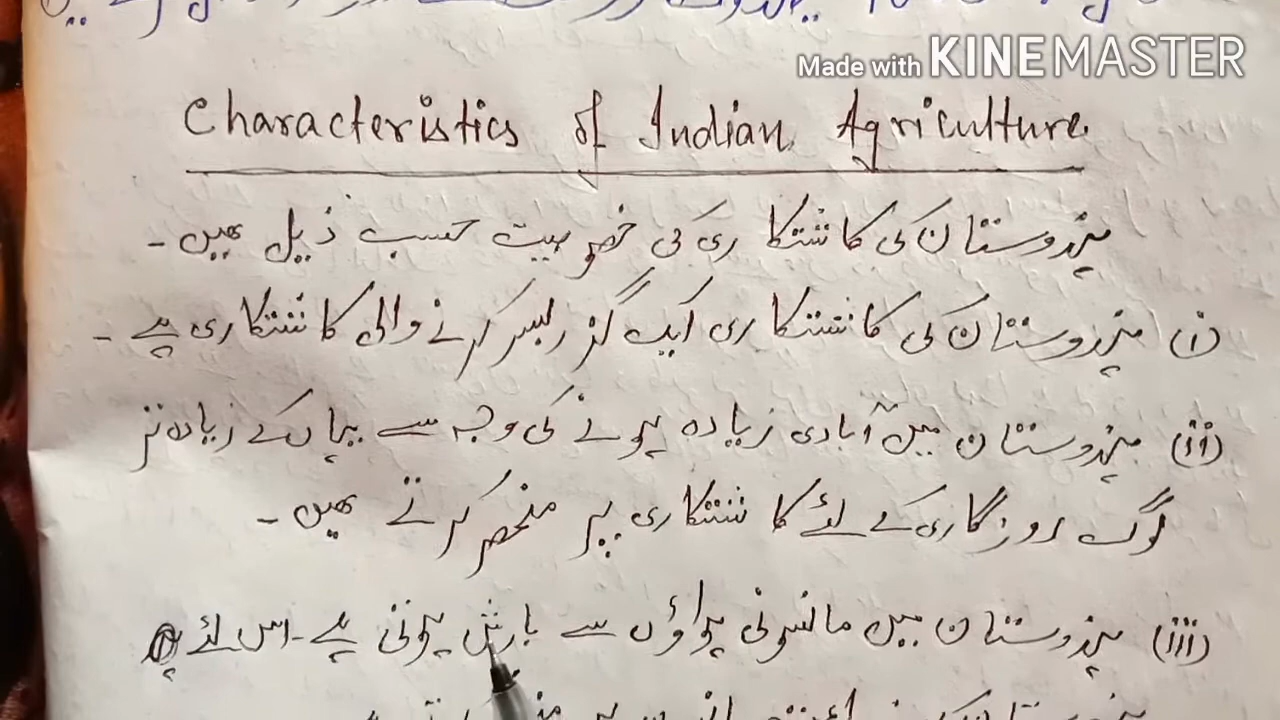 Made with KINEMASTER
Characteristics of Indian Agriculture
ہندوستان کی کاشتکاری کی خصوصیت حسب ذیل ہیں۔
(i) ہندوستان کی کاشتکاری ایک گزر بسر کرنے والی کاشتکاری ہے۔
(ii) ہندوستان میں آبادی زیادہ ہونے کی وجہ سے یہاں کے زیادہ تر
لوگ روزگاری کے لئے کاشتکاری پر منحصر کرتے ہیں۔
(iii) ہندوستان میں مانسونی ہواؤں سے بارش ہوتی ہے۔ اس لئے